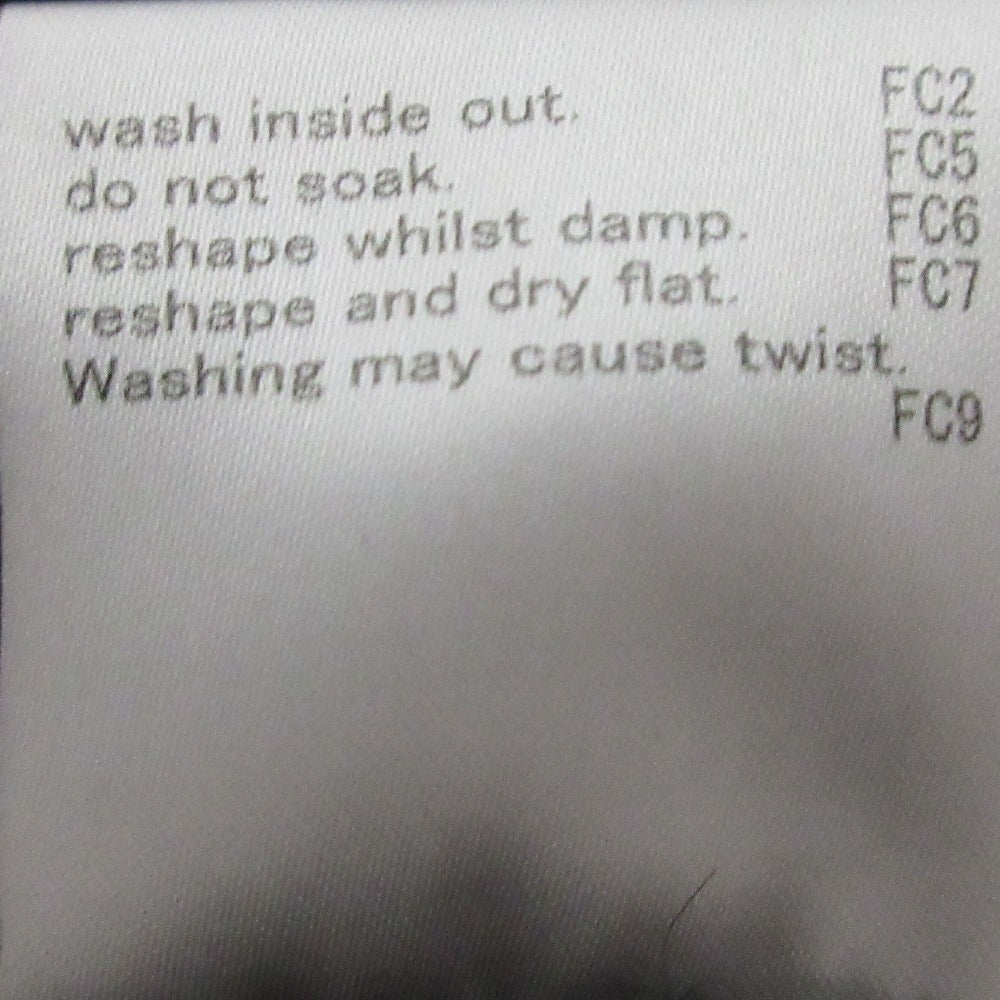 wash inside out. FC2
do not soak. FC5
reshape whilst damp. FC6
reshape and dry flat. FC7
Washing may cause twist.
FC9